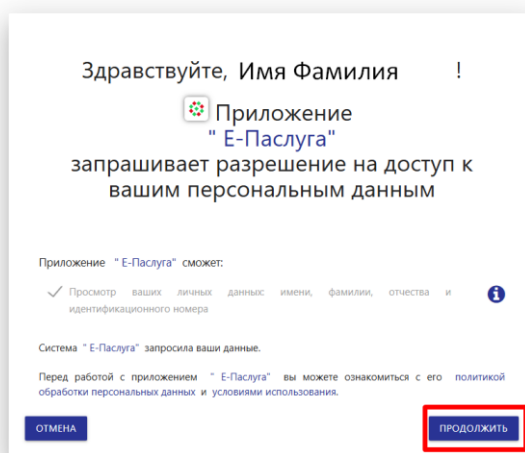 Здравствуйте, Имя Фамилия !
Приложение
" Е-Паслуга"
запрашивает разрешение на доступ к
вашим персональным данным
Приложение " Е-Паслуга" сможет:
Просмотр ваших личных данных: имени, фамилии, отчества и
идентификационного номера
Система " Е-Паслуга" запросила ваши данные.
Перед работой с приложением " Е-Паслуга" вы можете ознакомиться с его политикой
обработки персональных данных и условиями использования.
ОТМЕНА ПРОДОЛЖИТЬ